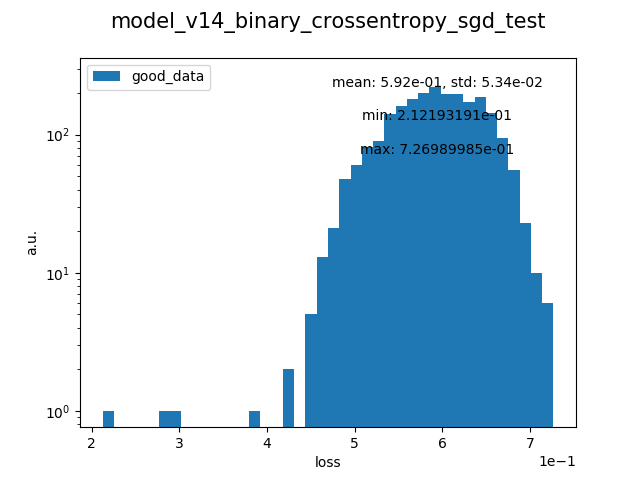 model_v14_binary_crossentropy_sgd_test
good_data
mean: 5.92e-01, std: 5.34e-02
min: 2.12193191e-01
max: 7.26989985e-01
10²
10¹
10⁰
a.u.
2 3 4 5 6 7
1e−1
loss